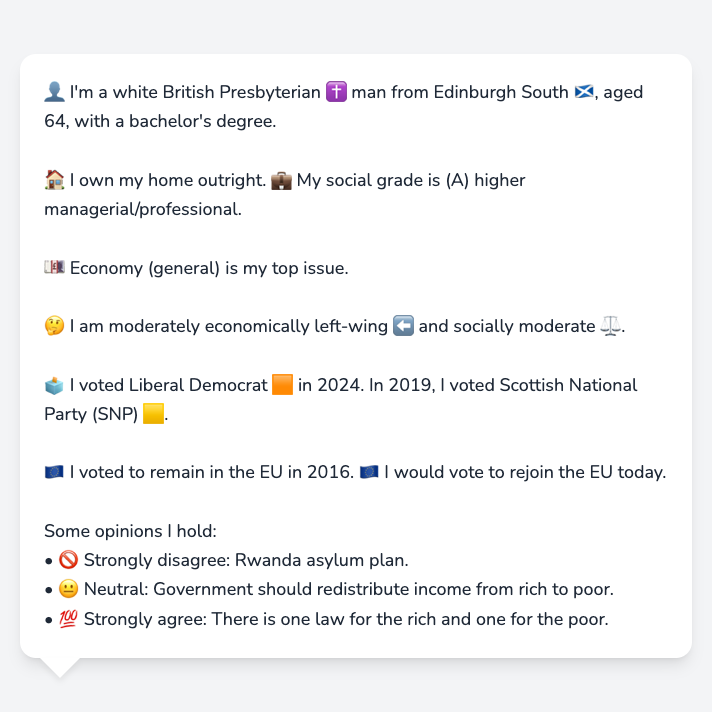 👤 I'm a white British Presbyterian ✝️ man from Edinburgh South 🏴󠁧󠁢󠁳󠁣󠁴󠁿, aged
64, with a bachelor's degree.
🏠 I own my home outright. 💼 My social grade is (A) higher
managerial/professional.
💷 Economy (general) is my top issue.
🤔 I am moderately economically left-wing ⬅️ and socially moderate ⚖️.
🗳️ I voted Liberal Democrat 🟧 in 2024. In 2019, I voted Scottish National
Party (SNP) 🟨.
🇪🇺 I voted to remain in the EU in 2016. 🇪🇺 I would vote to rejoin the EU today.
Some opinions I hold:
• 🚫 Strongly disagree: Rwanda asylum plan.
• 😐 Neutral: Government should redistribute income from rich to poor.
• 💯 Strongly agree: There is one law for the rich and one for the poor.